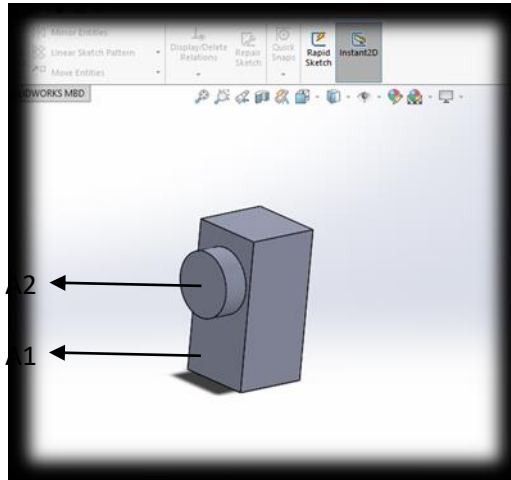 Mirror Entities
Linear Sketch Pattern
Move Entities
Display/Delete
Relations
Repair
Sketch
Quick
Snaps
Rapid
Sketch
Instant2D
IDWORKS MBD
A2
A1